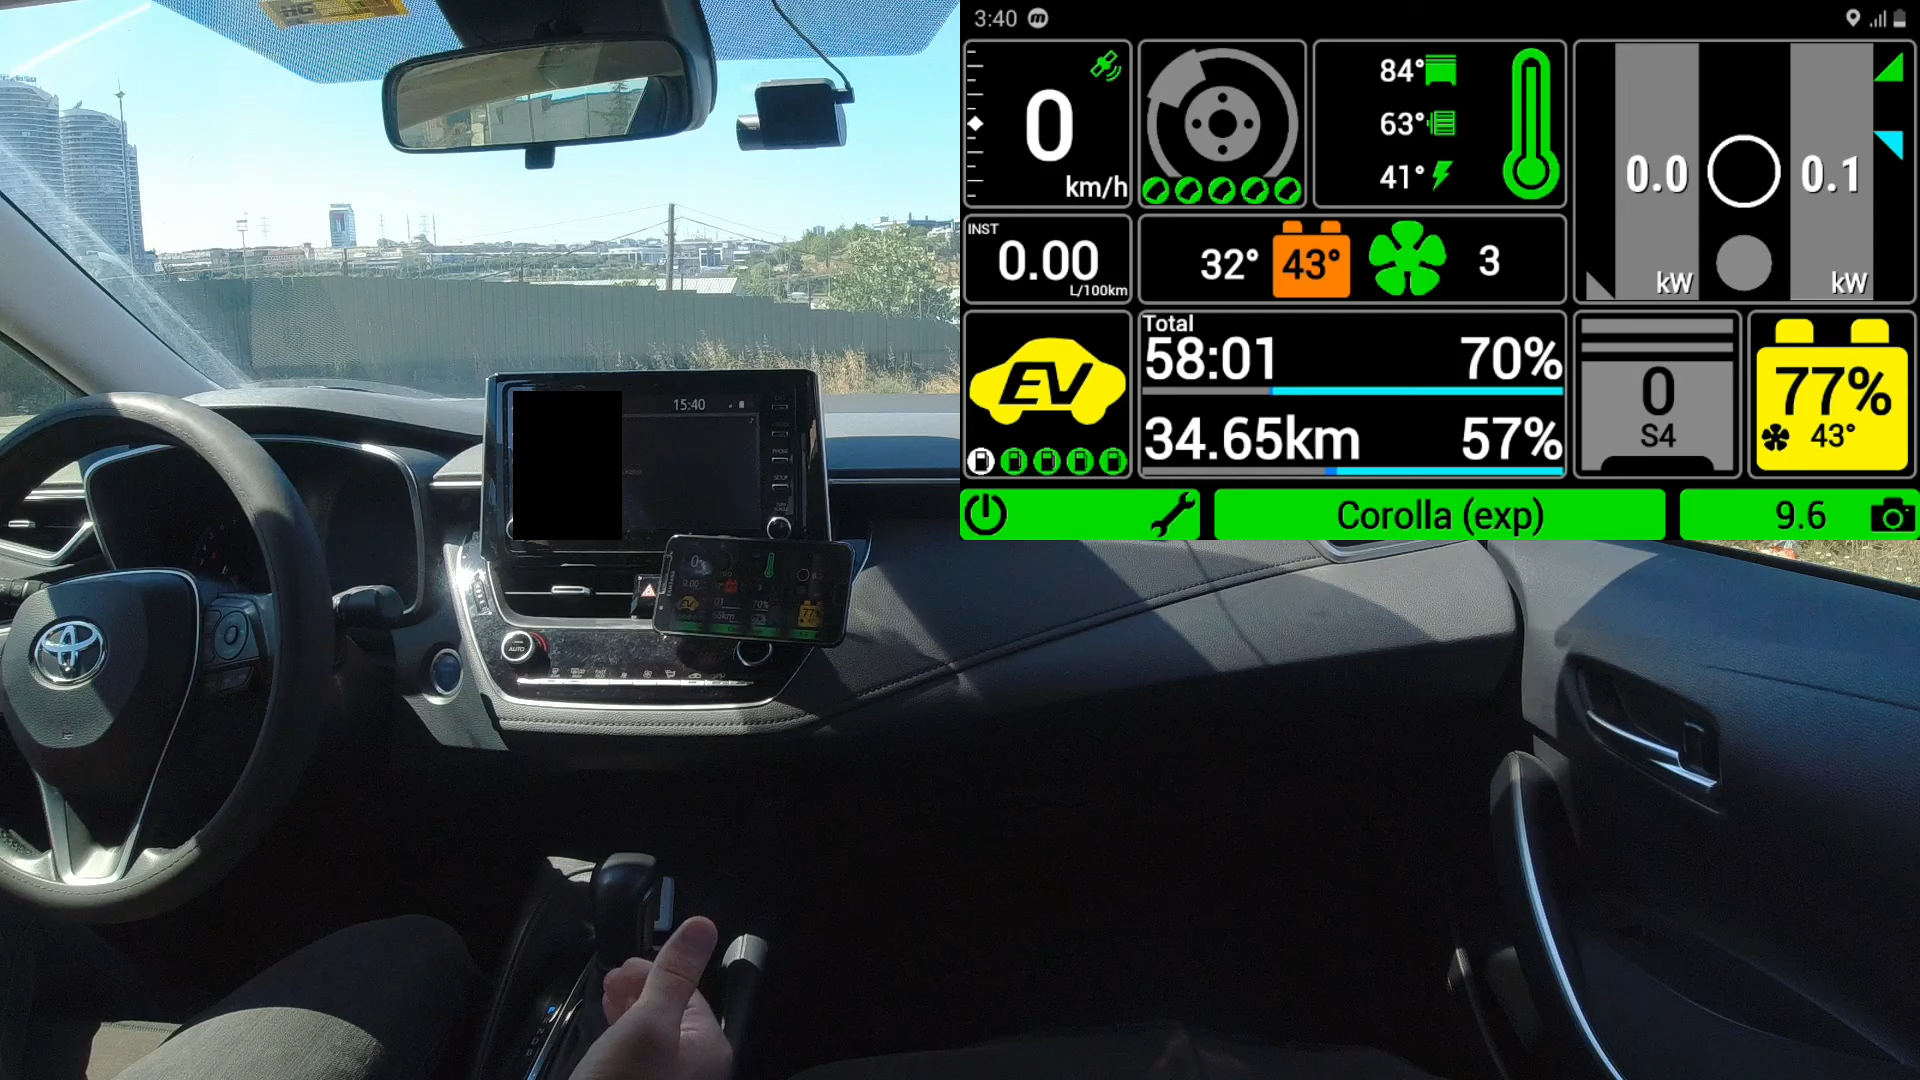 3:40
0
km/h
84°
63°
41°
0.0
kW
0.1
kW
INST
0.00
L/100km
32°
43°
3
EV
Total
58:01
70%
34.65km
57%
0
S4
77%
43°
Corolla (exp)
9.6
15:40
AUTO